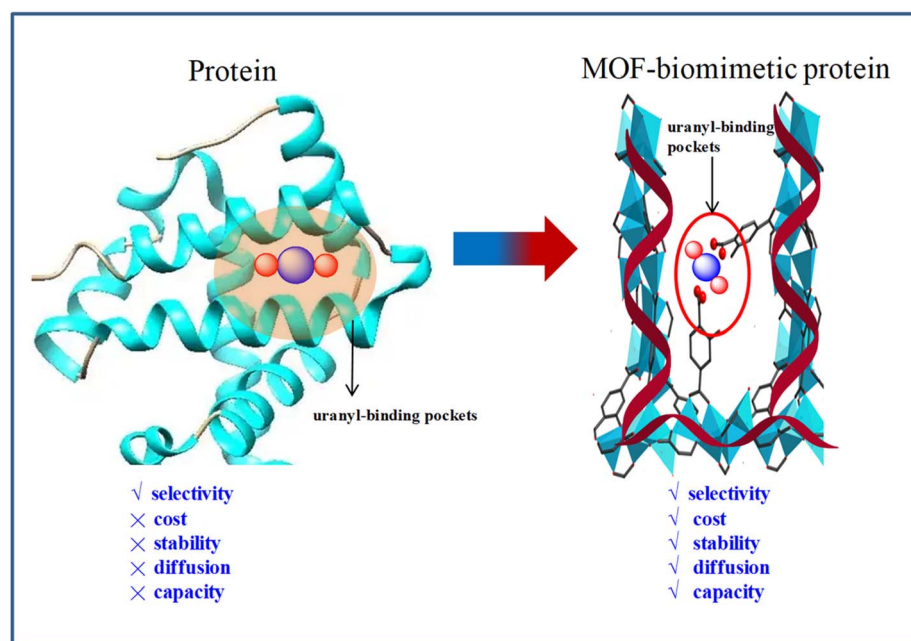 Protein
MOF-biomimetic protein
uranyl-binding
pockets
uranyl-binding pockets
√ selectivity
× cost
× stability
× diffusion
× capacity
√ selectivity
√ cost
√ stability
√ diffusion
√ capacity